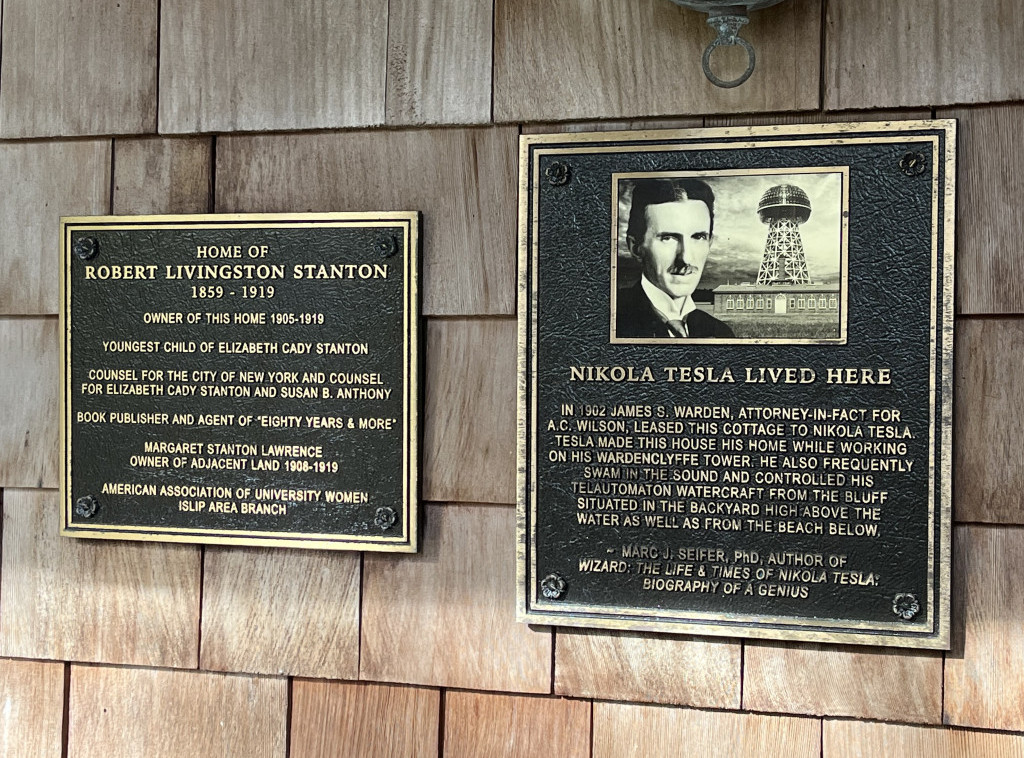 HOME OF
ROBERT LIVINGSTON STANTON
1859 - 1919
OWNER OF THIS HOME 1905-1919
YOUNGEST CHILD OF ELIZABETH CADY STANTON
COUNSEL FOR THE CITY OF NEW YORK AND COUNSEL
FOR ELIZABETH CADY STANTON AND SUSAN B. ANTHONY
BOOK PUBLISHER AND AGENT OF "EIGHTY YEARS & MORE"
MARGARET STANTON LAWRENCE
OWNER OF ADJACENT LAND 1908-1919
AMERICAN ASSOCIATION OF UNIVERSITY WOMEN
ISLIP AREA BRANCH
NIKOLA TESLA LIVED HERE
IN 1902 JAMES S. WARDEN, ATTORNEY-IN-FACT FOR
A.C. WILSON, LEASED THIS COTTAGE TO NIKOLA TESLA.
TESLA MADE THIS HOUSE HIS HOME WHILE WORKING
ON HIS WARDENCLYFFE TOWER. HE ALSO FREQUENTLY
SWAM IN THE SOUND AND CONTROLLED HIS
TELAUTOMATON WATERCRAFT FROM THE BLUFF
SITUATED IN THE BACKYARD HIGH ABOVE THE
WATER AS WELL AS FROM THE BEACH BELOW.
~ MARC J. SEIFER, PhD, AUTHOR OF
WIZARD: THE LIFE & TIMES OF NIKOLA TESLA:
BIOGRAPHY OF A GENIUS